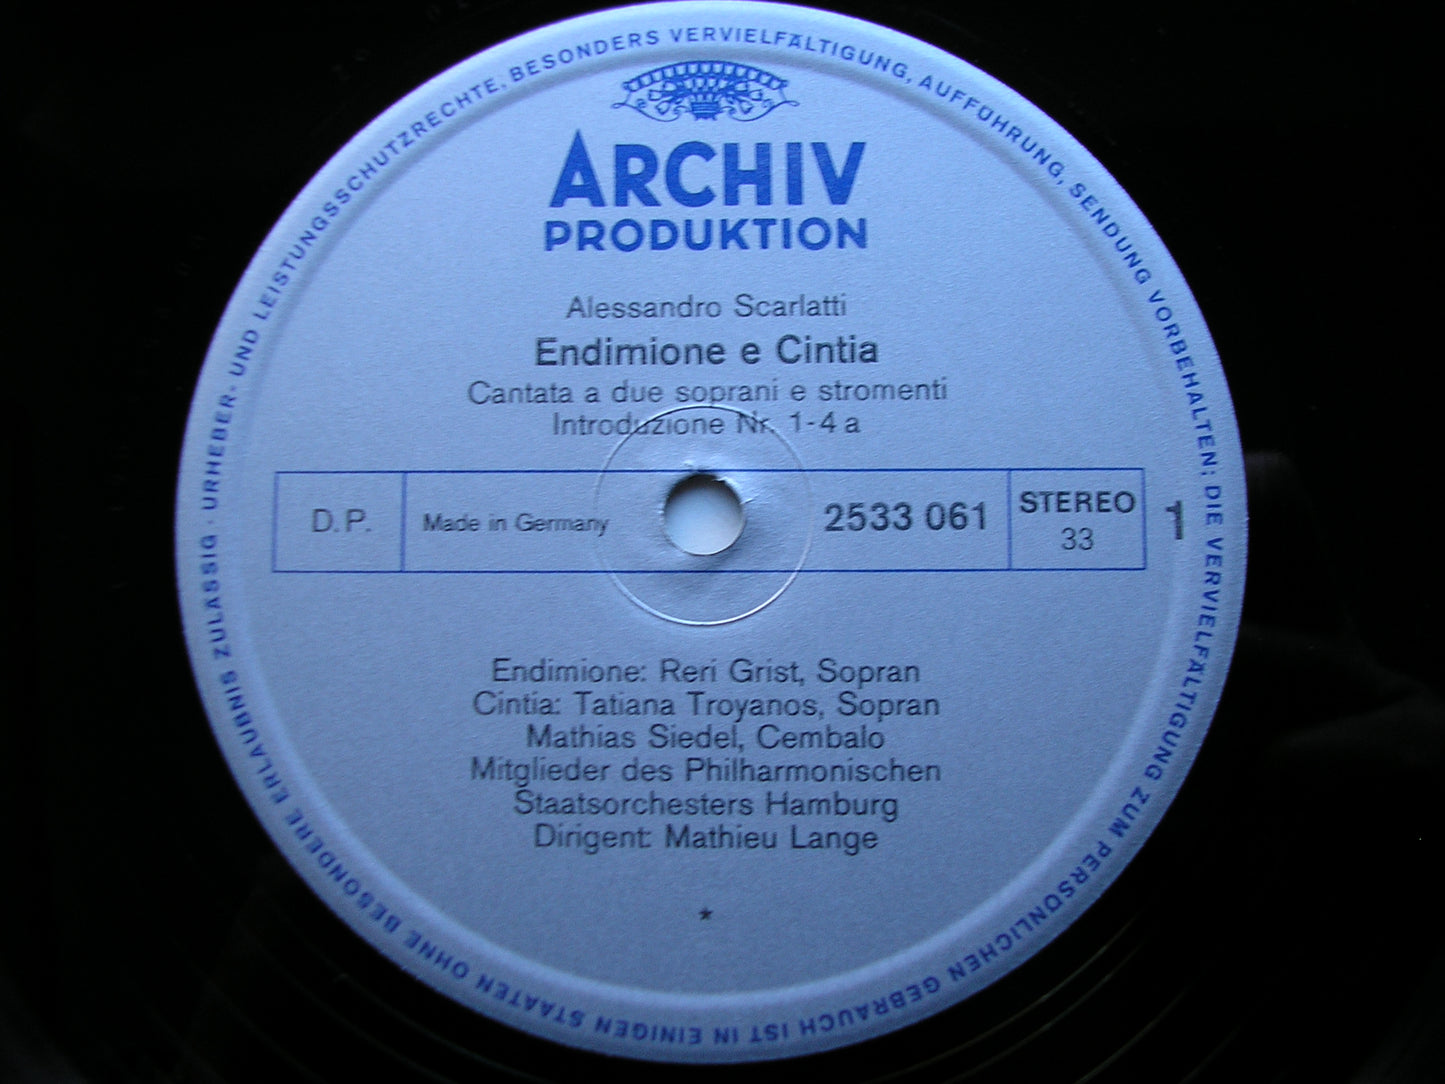 URHEBER- UND LEISTUNGSSCHUTZRECHTE, BESONDERS VERVIELFÄLTIGUNG, AUFFÜHRUNG, SENDUNG VORBEHALTEN; DIE VERVIELFÄLTIGUNG ZUM PERSÖNLICHEN GEBRAUCH IST IN EINIGEN STAATEN OHNE BESONDERE ERLAUBNIS ZULÄSSIG ·
ARCHIV
PRODUKTION
Alessandro Scarlatti
Endimione e Cintia
Cantata a due soprani e stromenti
Introduzione Nr. 1-4 a
D.P. Made in Germany 2533 061 STEREO 1
33
Endimione: Reri Grist, Sopran
Cintia: Tatiana Troyanos, Sopran
Mathias Siedel, Cembalo
Mitglieder des Philharmonischen
Staatsorchesters Hamburg
Dirigent: Mathieu Lange
*